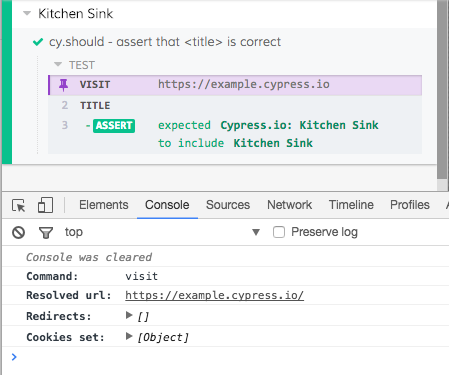 Kitchen Sink
cy.should - assert that <title> is correct
TEST
VISIT https://example.cypress.io
2 TITLE
3 - ASSERT expected Cypress.io: Kitchen Sink
to include Kitchen Sink
Elements Console Sources Network Timeline Profiles
top Preserve log
Console was cleared
Command: visit
Resolved url: https://example.cypress.io/
Redirects: []
Cookies set: [Object]